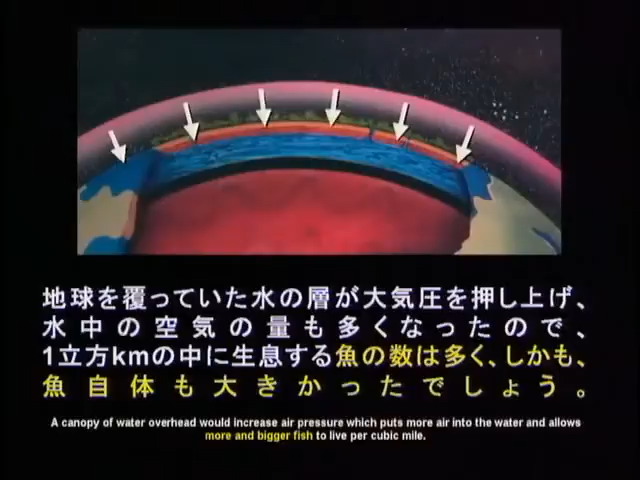 地球を覆っていた水の層が大気圧を押し上げ、
水中の空気の量も多くなったので、
1立方kmの中に生息する魚の数は多く、しかも、
魚自体も大きかったでしょう。
A canopy of water overhead would increase air pressure which puts more air into the water and allows
more and bigger fish to live per cubic mile.